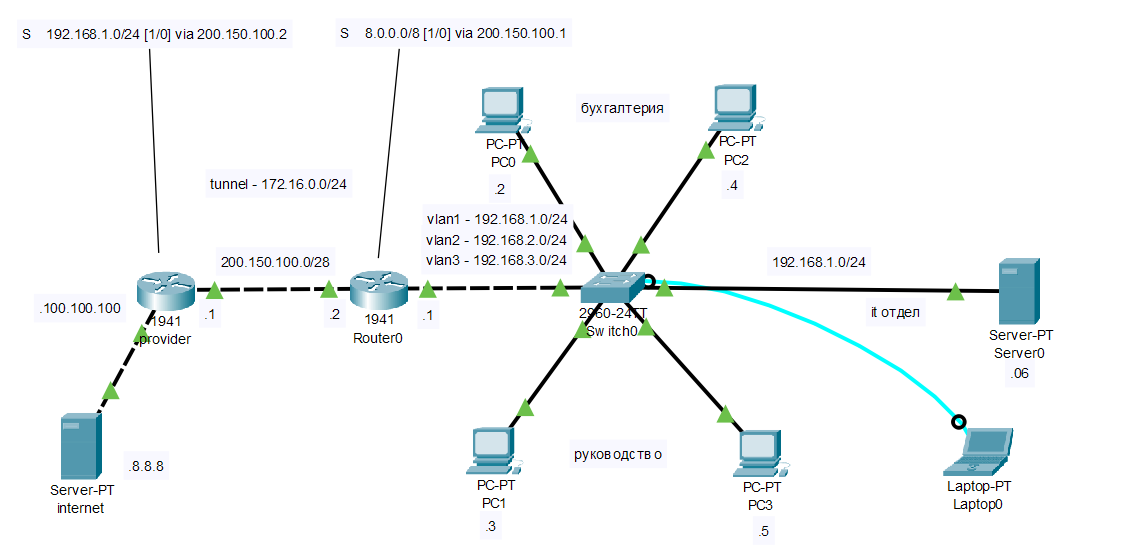 S 192.168.1.0/24 [1/0] via 200.150.100.2
S 8.0.0.0/8 [1/0] via 200.150.100.1
бухгалтерия
PC-PT
PC0
.2
PC-PT
PC2
.4
tunnel - 172.16.0.0/24
vlan1 - 192.168.1.0/24
vlan2 - 192.168.2.0/24
vlan3 - 192.168.3.0/24
200.150.100.0/28
192.168.1.0/24
.100.100.100
.1
1941
provider
.2
1941
Router0
.1
2960-24TT
Switch0
it отдел
Server-PT
Server0
.06
.8.8.8
Server-PT
internet
руководство
PC-PT
PC1
.3
PC-PT
PC3
.5
Laptop-PT
Laptop0